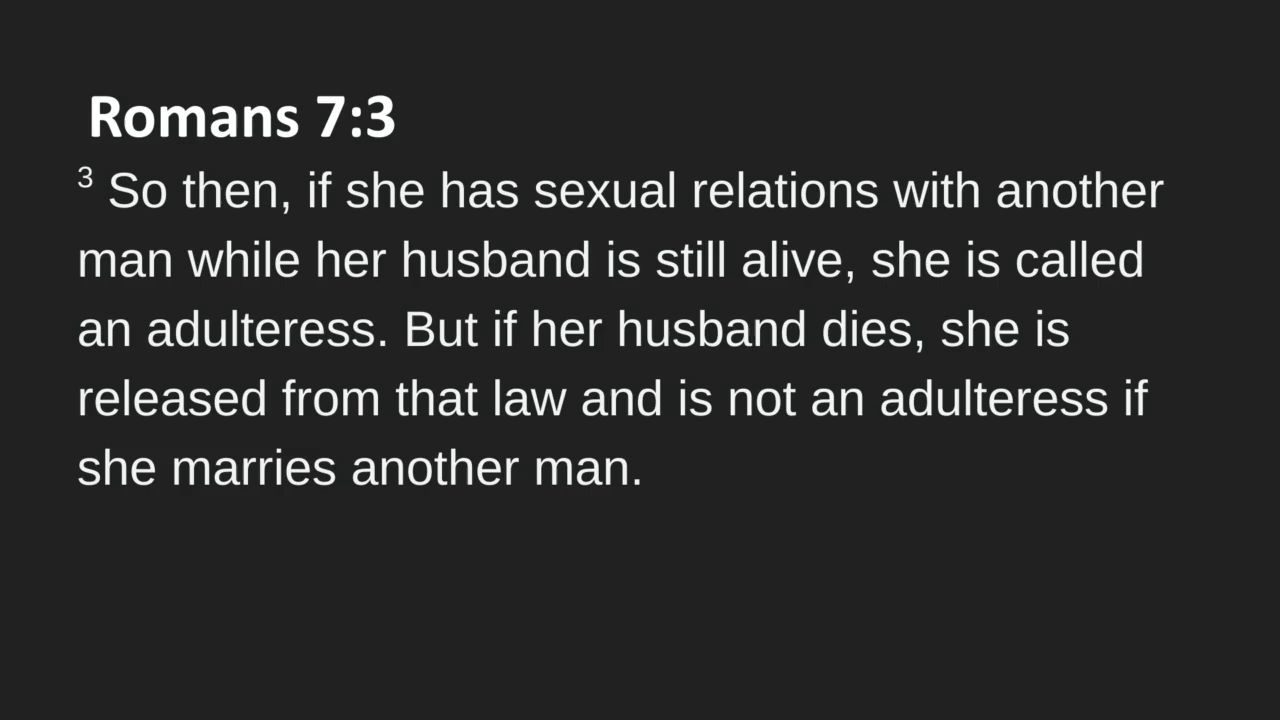 Romans 7:3
3 So then, if she has sexual relations with another
man while her husband is still alive, she is called
an adulteress. But if her husband dies, she is
released from that law and is not an adulteress if
she marries another man.